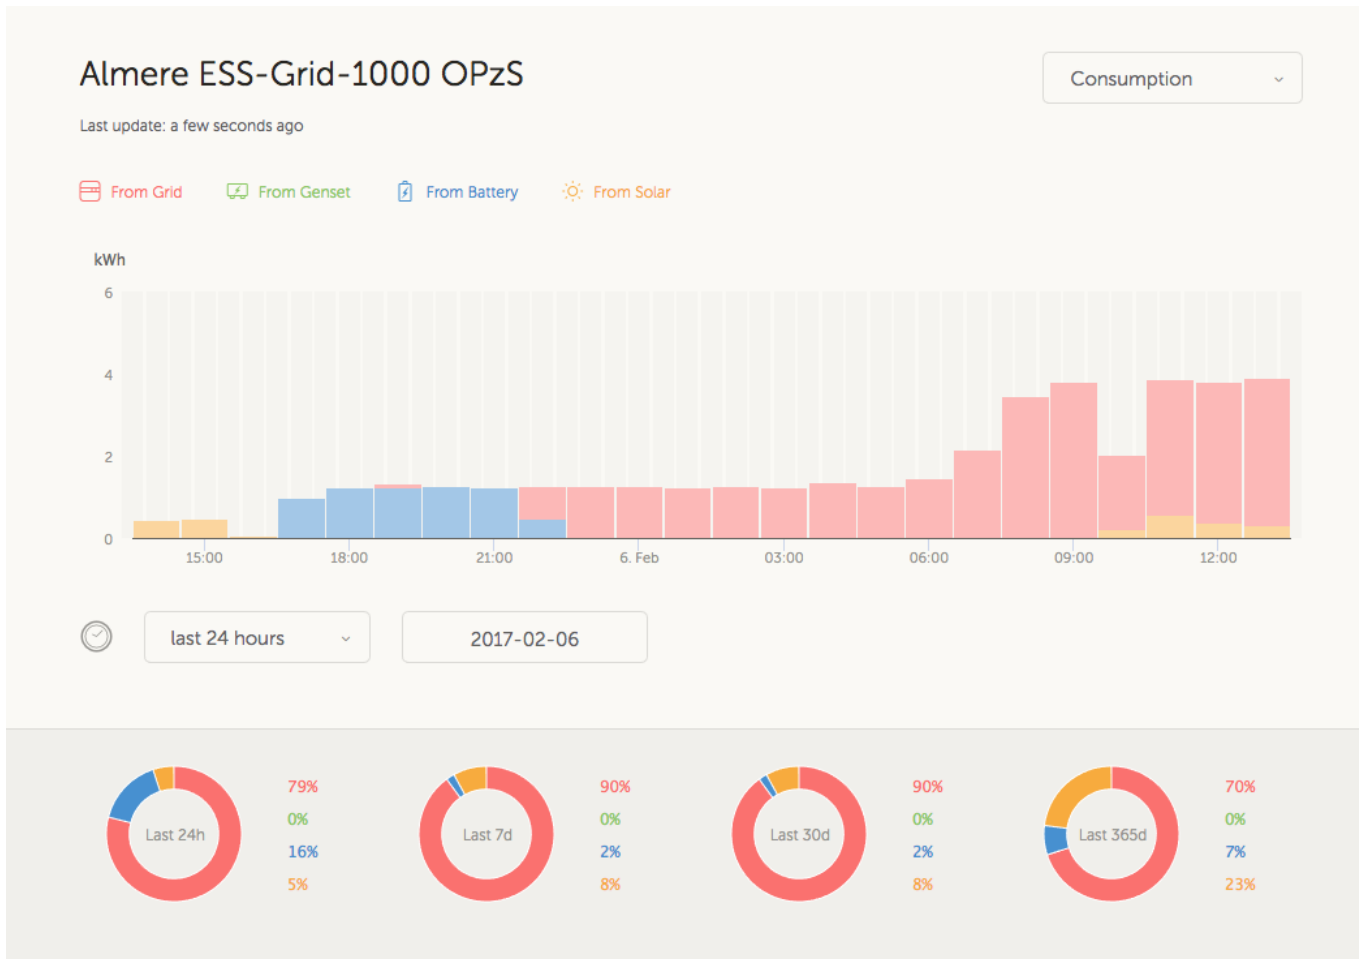 Almere ESS-Grid-1000 OPzS
Consumption
Last update: a few seconds ago
From Grid From Genset From Battery From Solar
kWh
6
4
2
0
15:00 18:00 21:00 6. Feb 03:00 06:00 09:00 12:00
last 24 hours 2017-02-06
Last 24h
79%
0%
16%
5%
Last 7d
90%
0%
2%
8%
Last 30d
90%
0%
2%
8%
Last 365d
70%
0%
7%
23%